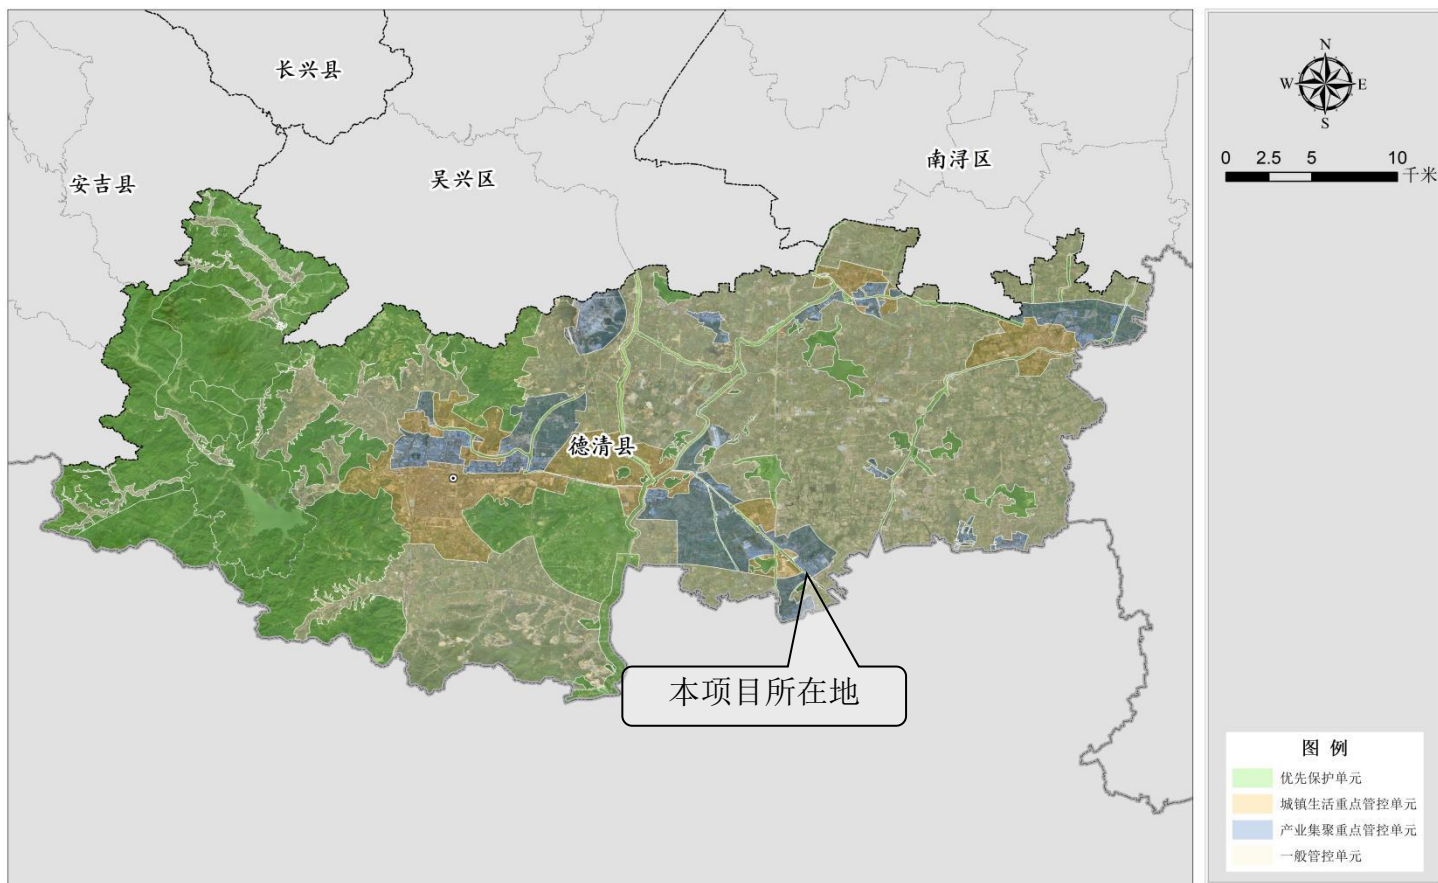 长兴县
安吉县
吴兴区
南浔区
德清县
本项目所在地
N
W E
S
0 2.5 5 10
千米
图 例
优先保护单元
城镇生活重点管控单元
产业集聚重点管控单元
一般管控单元